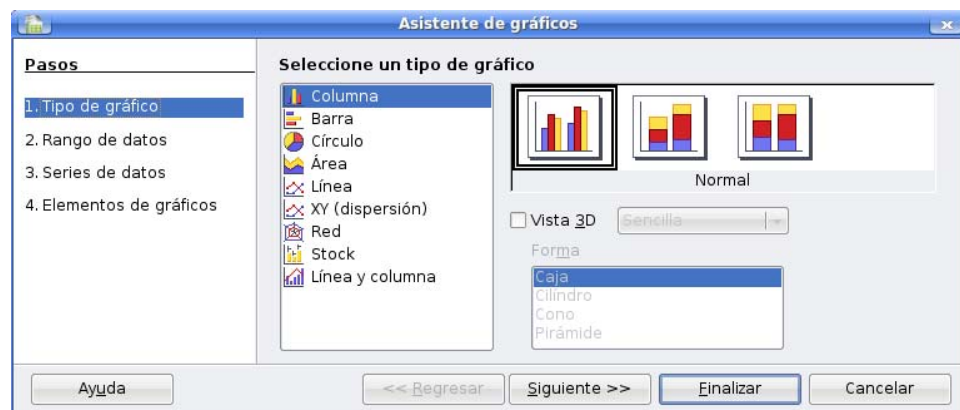 Asistente de gráficos
Pasos
1. Tipo de gráfico
2. Rango de datos
3. Series de datos
4. Elementos de gráficos
Seleccione un tipo de gráfico
Columna
Barra
Círculo
Área
Línea
XY (dispersión)
Red
Stock
Línea y columna
Normal
Vista 3D
Sencilla
Forma
Caja
Cilindro
Cono
Pirámide
Ayuda
<< Regresar
Siguiente >>
Finalizar
Cancelar